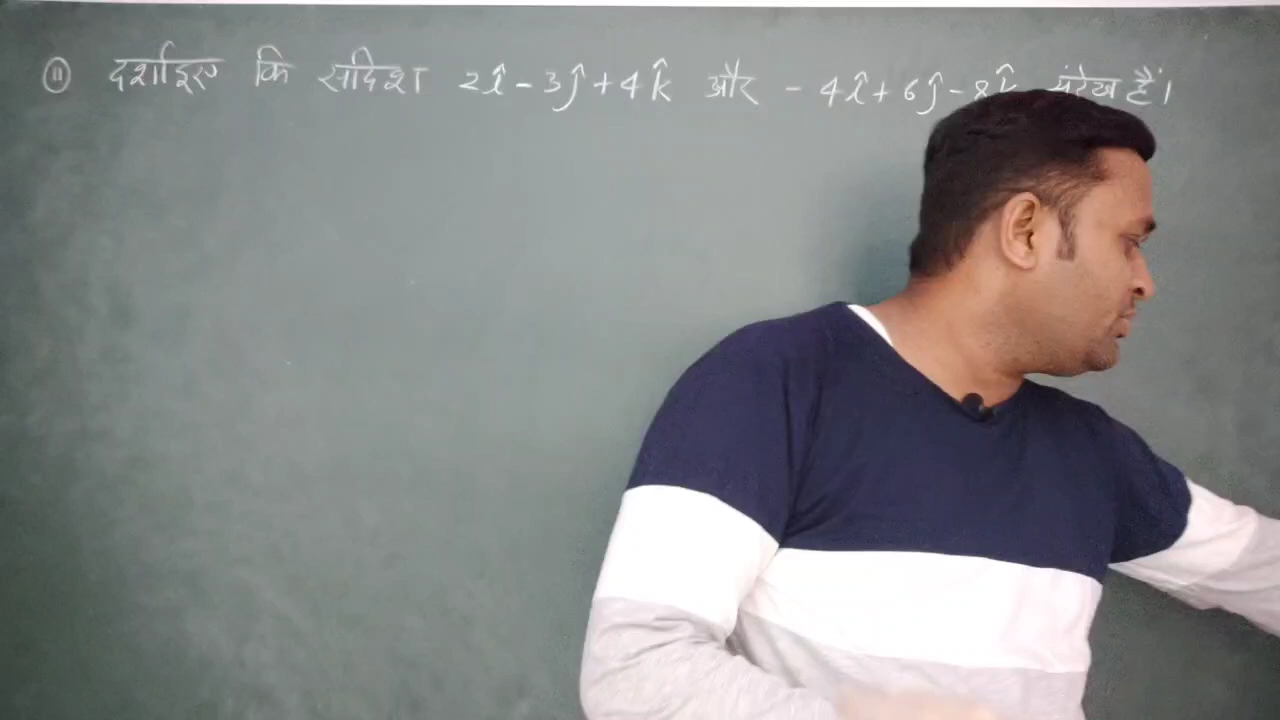 ⑪ दर्शाइए कि सदिश 2î - 3ĵ + 4k̂ और - 4î + 6ĵ - 8k̂ संरेख हैं।